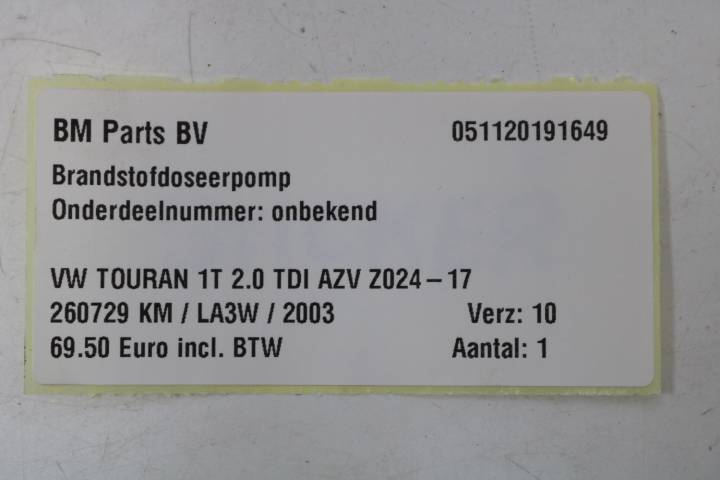 BM Parts BV 051120191649
Brandstofdoseerpomp
Onderdeelnummer: onbekend
VW TOURAN 1T 2.0 TDI AZV Z024-17
260729 KM / LA3W / 2003 Verz: 10
69.50 Euro incl. BTW Aantal: 1